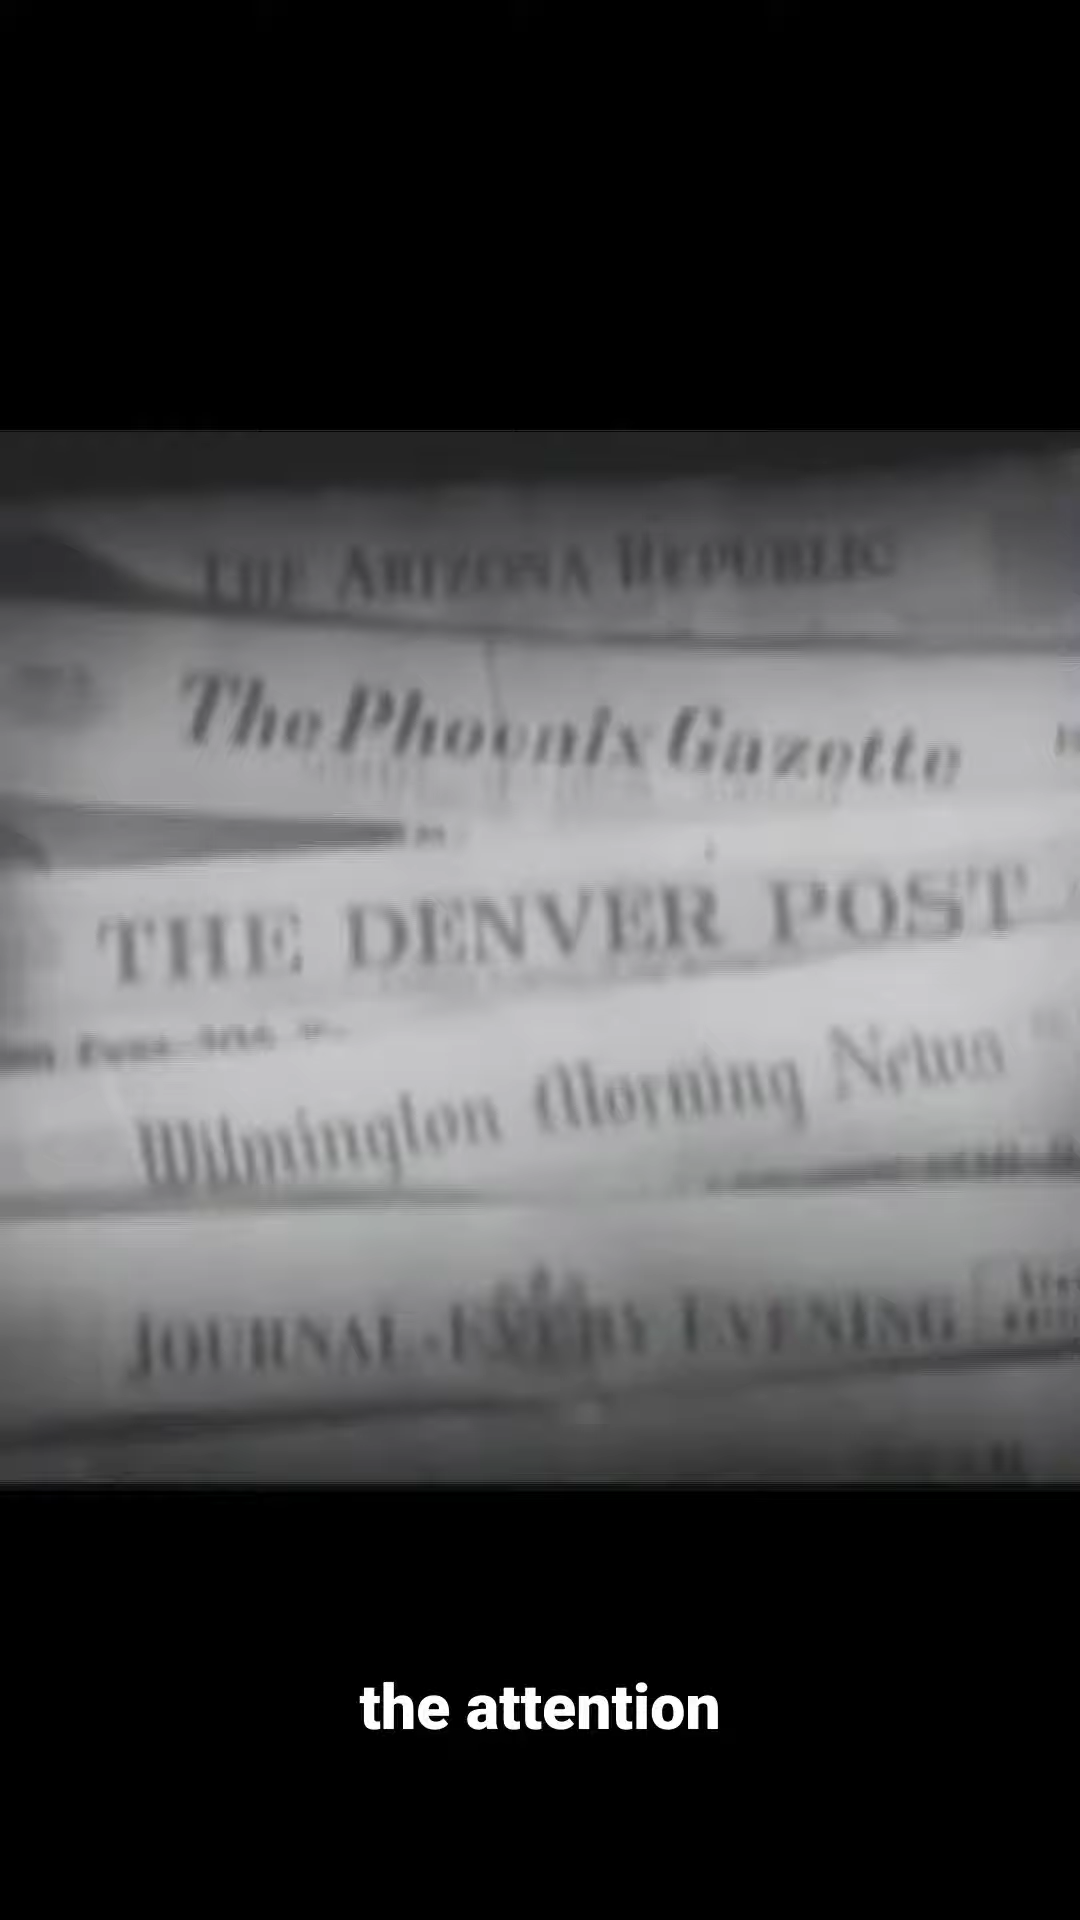 THE ARIZONA REPUBLIC
The Phoenix Gazette
THE DENVER POST
Wilmington Morning News
JOURNAL-EVERY EVENING
the attention